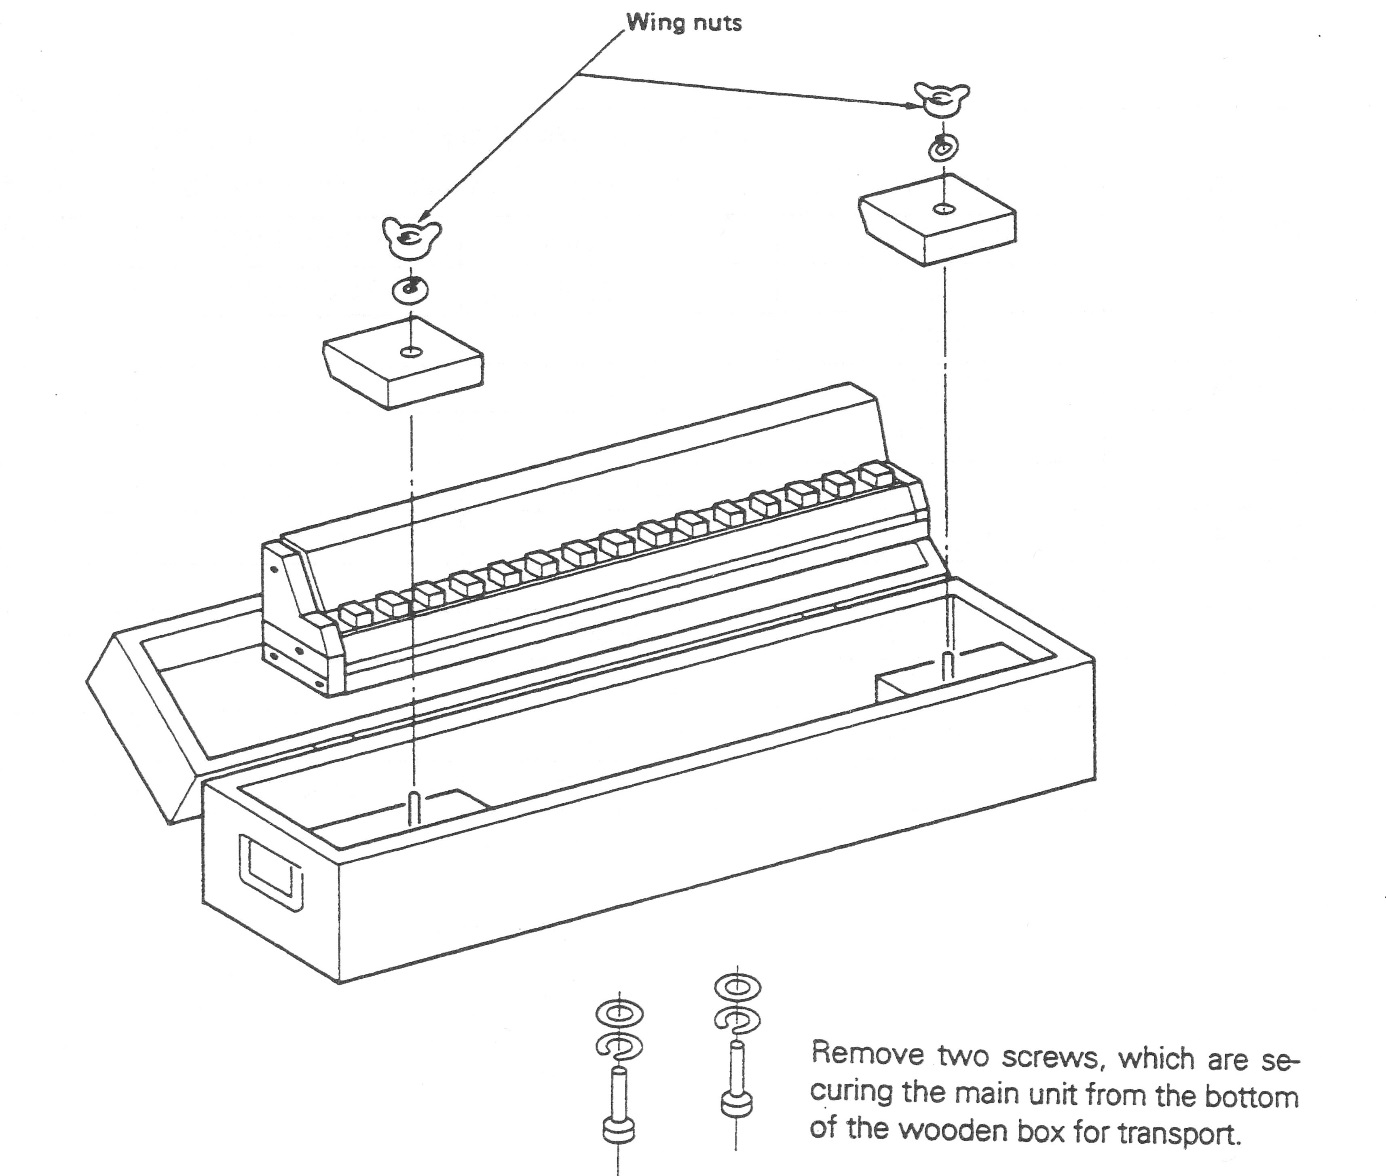 Wing nuts
Remove two screws, which are se-
curing the main unit from the bottom
of the wooden box for transport.